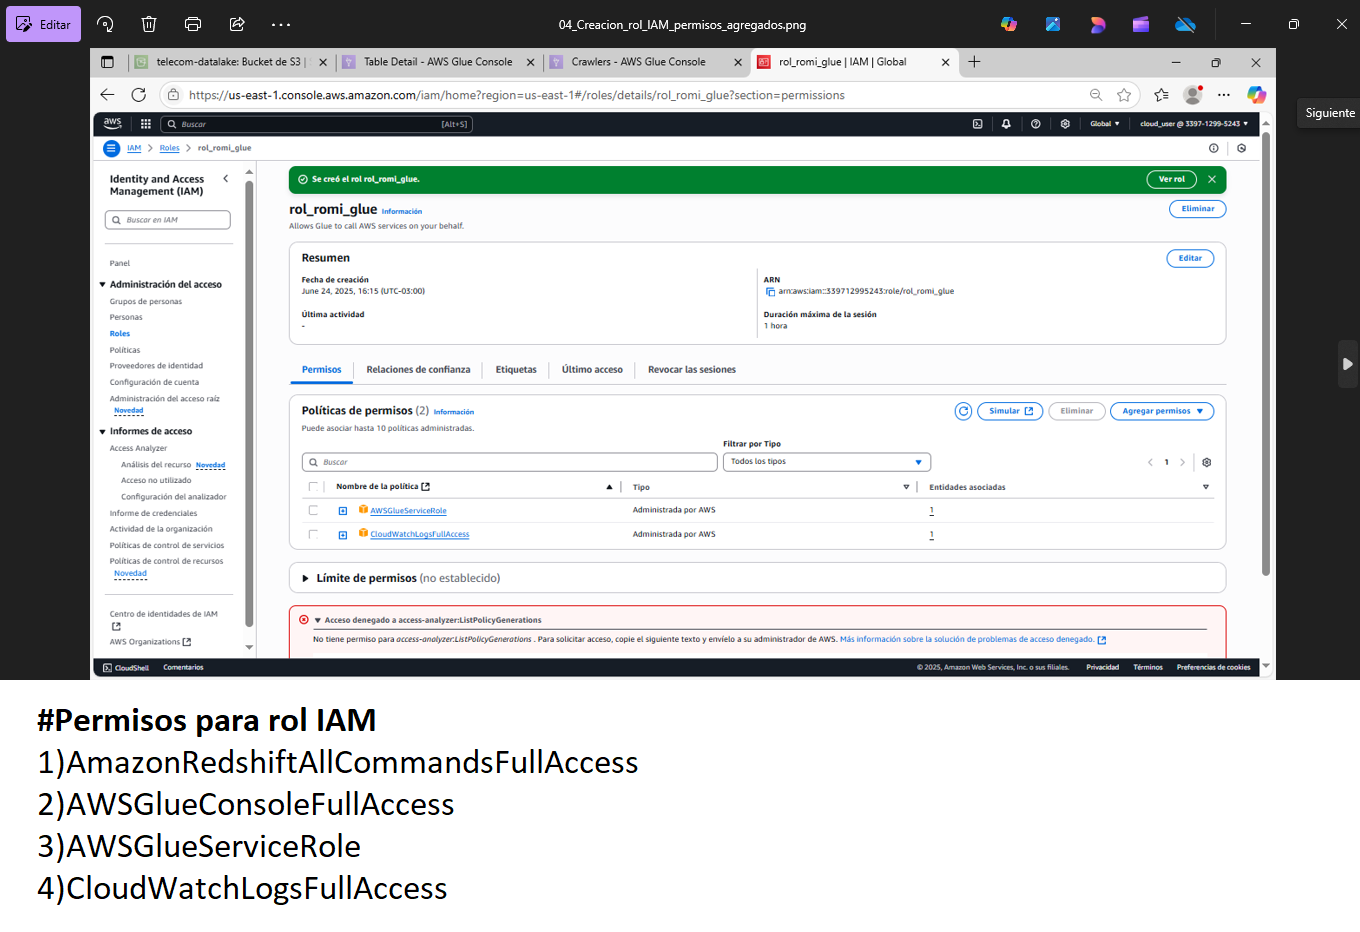 Editar
04_Creacion_rol_IAM_permisos_agregados.png
telecom-datalake: Bucket de S3 |
Table Detail - AWS Glue Console
Crawlers - AWS Glue Console
rol_romi_glue | IAM | Global
https://us-east-1.console.aws.amazon.com/iam/home?region=us-east-1#/roles/details/rol_romi_glue?section=permissions
Siguiente
aws
Buscar
[Alt+S]
Global
cloud_user @ 3397-1299-5243
IAM
Roles
rol_romi_glue
Identity and Access
Management (IAM)
Buscar en IAM
Panel
Administración del acceso
Grupos de personas
Personas
Roles
Políticas
Proveedores de identidad
Configuración de cuenta
Administración del acceso raíz
Novedad
Informes de acceso
Access Analyzer
Análisis del recurso Novedad
Acceso no utilizado
Configuración del analizador
Informe de credenciales
Actividad de la organización
Políticas de control de servicios
Políticas de control de recursos
Novedad
Centro de identidades de IAM
AWS Organizations
Se creó el rol rol_romi_glue.
Ver rol
rol_romi_glue Información
Eliminar
Allows Glue to call AWS services on your behalf.
Resumen
Editar
Fecha de creación
June 24, 2025, 16:15 (UTC-03:00)
Última actividad
-
ARN
arn:aws:iam::339712995243:role/rol_romi_glue
Duración máxima de la sesión
1 hora
Permisos
Relaciones de confianza
Etiquetas
Último acceso
Revocar las sesiones
Políticas de permisos (2) Información
Simular
Eliminar
Agregar permisos
Puede asociar hasta 10 políticas administradas.
Filtrar por Tipo
Buscar
Todos los tipos
1
Nombre de la política
Tipo
Entidades asociadas
AWSGlueServiceRole
Administrada por AWS
1
CloudWatchLogsFullAccess
Administrada por AWS
1
Límite de permisos (no establecido)
Acceso denegado a access-analyzer:ListPolicyGenerations
No tiene permiso para access-analyzer:ListPolicyGenerations . Para solicitar acceso, copie el siguiente texto y envíelo a su administrador de AWS. Más información sobre la solución de problemas de acceso denegado.
CloudShell
Comentarios
© 2025, Amazon Web Services, Inc. o sus filiales.
Privacidad
Términos
Preferencias de cookies
#Permisos para rol IAM
1)AmazonRedshiftAllCommandsFullAccess
2)AWSGlueConsoleFullAccess
3)AWSGlueServiceRole
4)CloudWatchLogsFullAccess